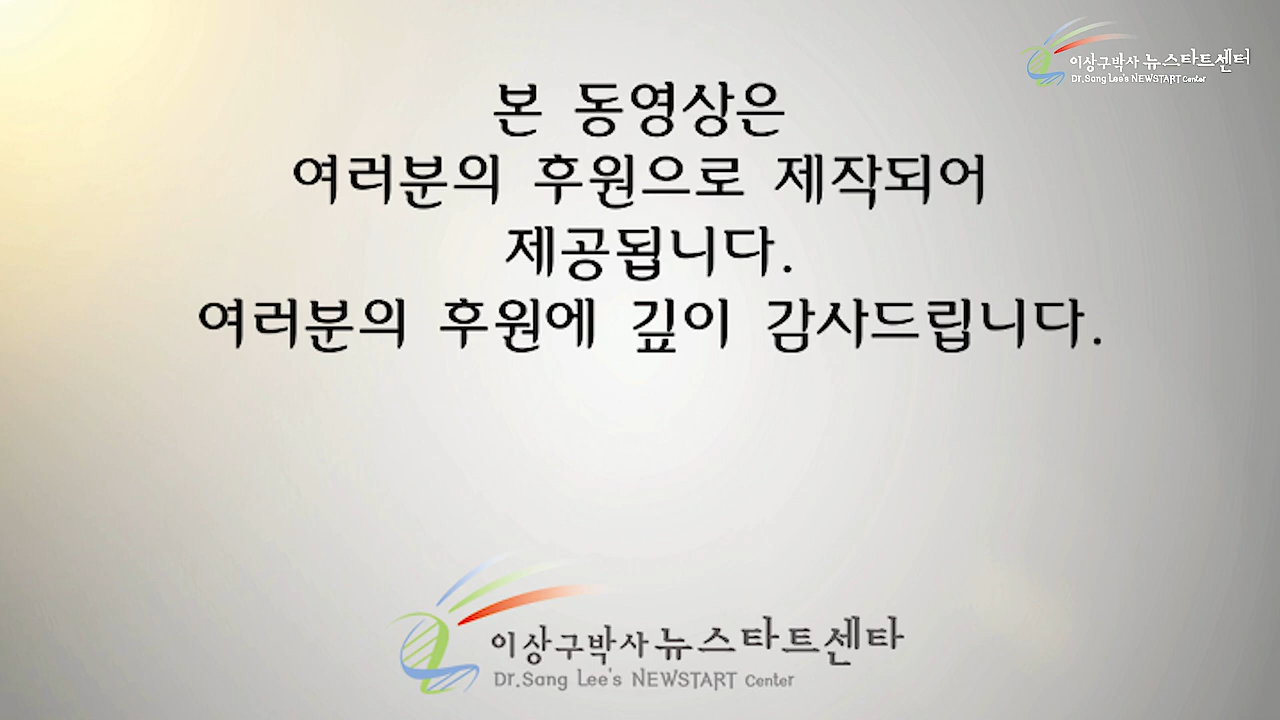 이상구박사 뉴스타트센터
Dr.Sang Lee's NEWSTART Center
본 동영상은
여러분의 후원으로 제작되어
제공됩니다.
여러분의 후원에 깊이 감사드립니다.
이상구박사 뉴스타트센타
Dr.Sang Lee's NEWSTART Center